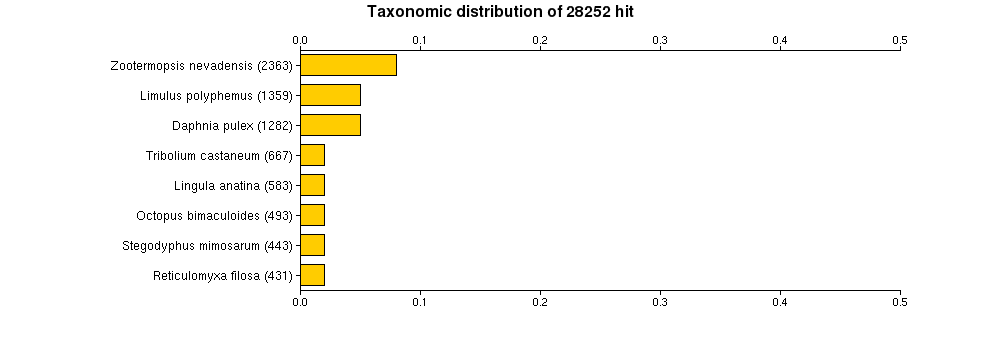 Taxonomic distribution of 28252 hit
0.0 0.1 0.2 0.3 0.4 0.5
Zootermopsis nevadensis (2363)
Limulus polyphemus (1359)
Daphnia pulex (1282)
Tribolium castaneum (667)
Lingula anatina (583)
Octopus bimaculoides (493)
Stegodyphus mimosarum (443)
Reticulomyxa filosa (431)
0.0 0.1 0.2 0.3 0.4 0.5